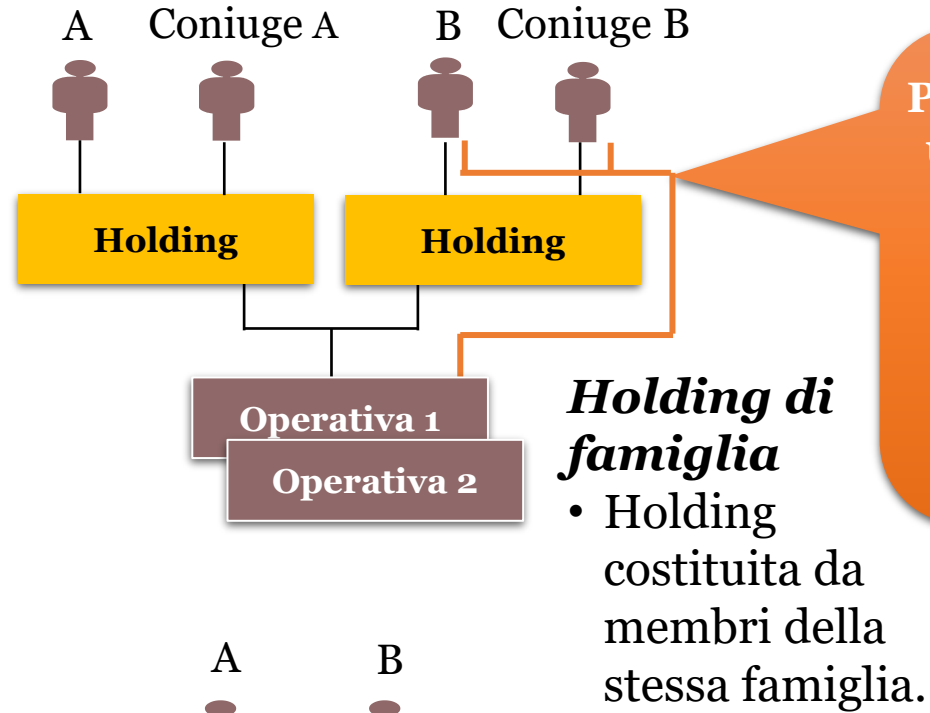 A Coniuge A B Coniuge B
Holding Holding
Operativa 1
Operativa 2
Holding di
famiglia
• Holding
costituita da
membri della
stessa famiglia.
A B